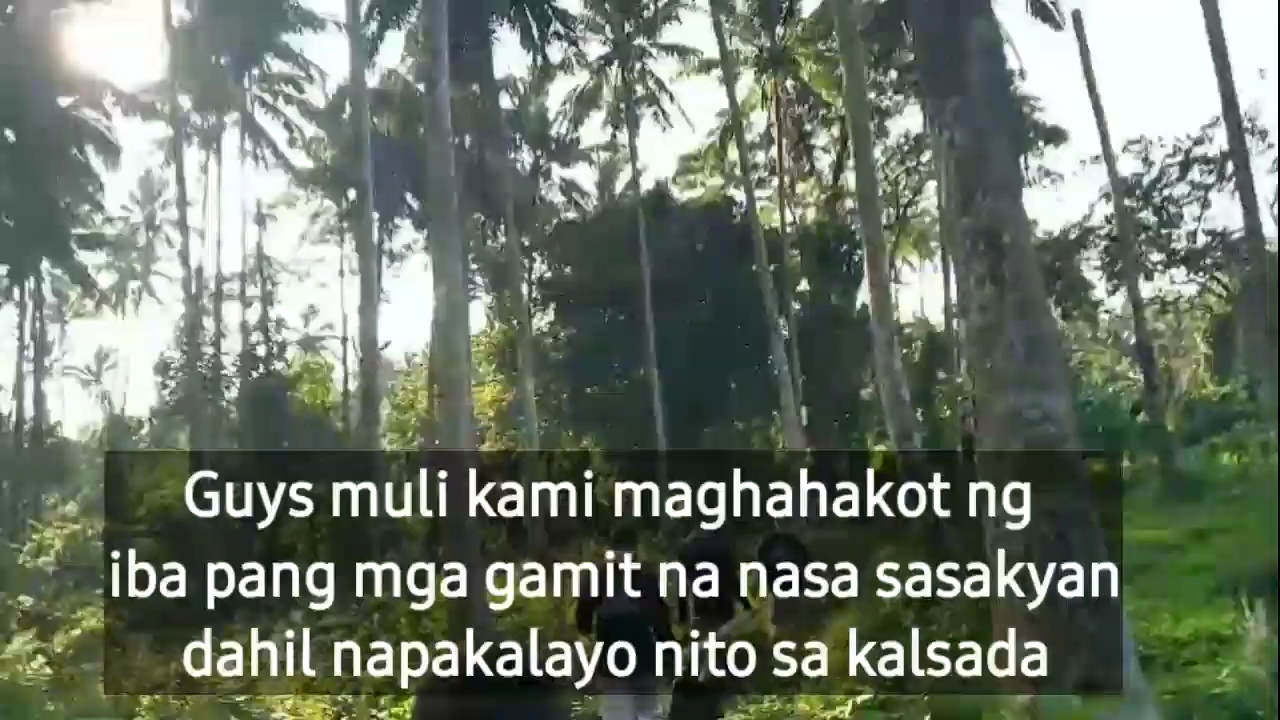 Guys muli kami maghahakot ng
iba pang mga gamit na nasa sasakyan
dahil napakalayo nito sa kalsada